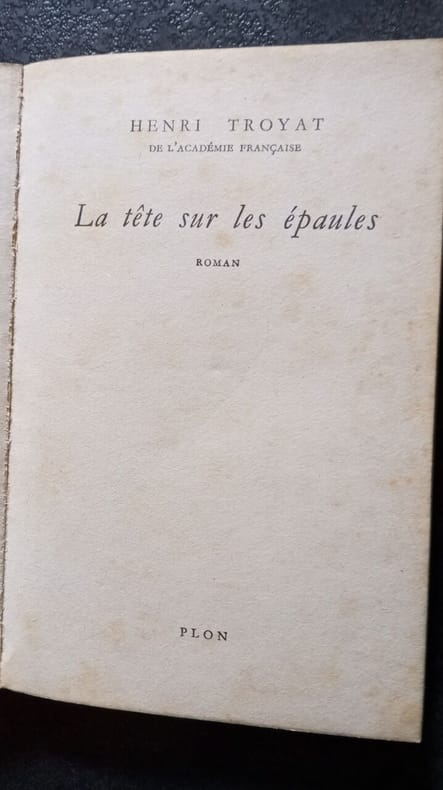 HENRI TROYAT
DE L'ACADÉMIE FRANÇAISE
La tête sur les épaules
ROMAN
PLON